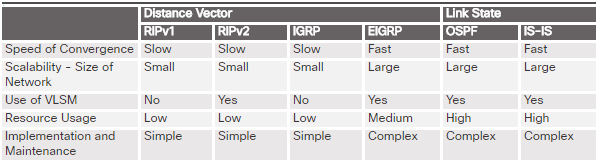 Distance Vector Link State
RIPv1 RIPv2 IGRP EIGRP OSPF IS-IS
Speed of Convergence Slow Slow Slow Fast Fast Fast
Scalability - Size of Network Small Small Small Large Large Large
Use of VLSM No Yes No Yes Yes Yes
Resource Usage Low Low Low Medium High High
Implementation and Maintenance Simple Simple Simple Complex Complex Complex